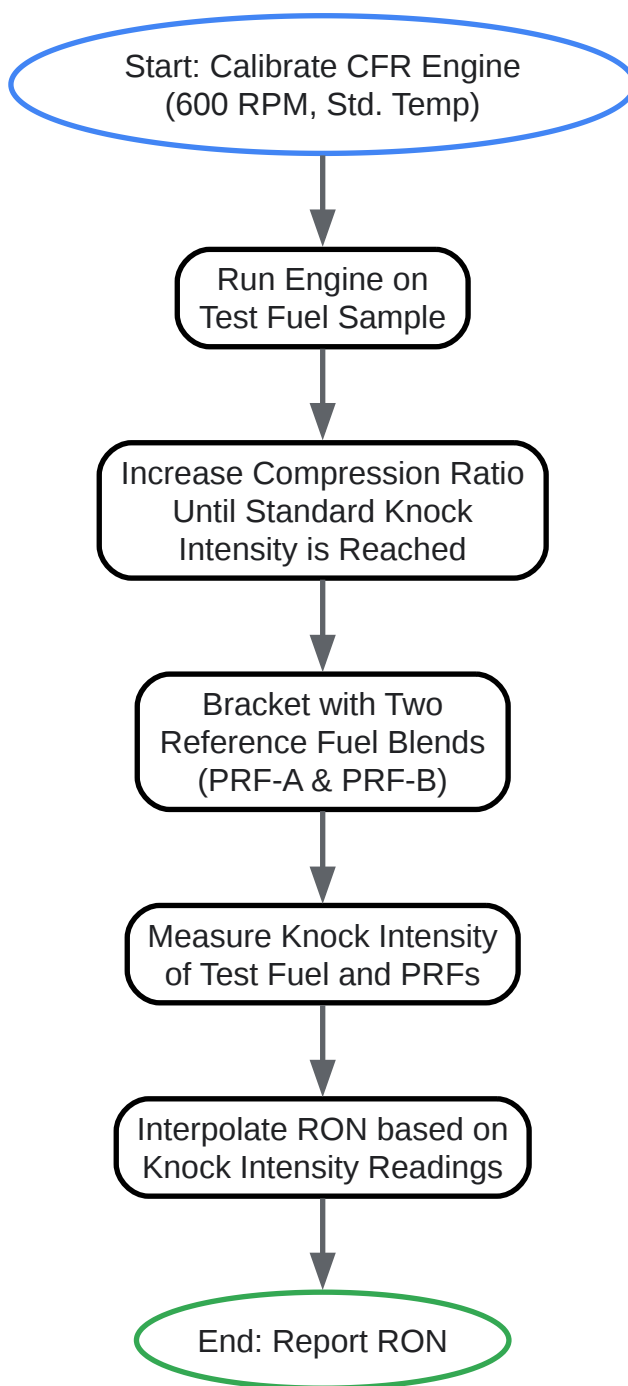 Start: Calibrate CFR Engine
(600 RPM, Std. Temp)
Run Engine on
Test Fuel Sample
Increase Compression Ratio
Until Standard Knock
Intensity is Reached
Bracket with Two
Reference Fuel Blends
(PRF-A & PRF-B)
Measure Knock Intensity
of Test Fuel and PRFs
Interpolate RON based on
Knock Intensity Readings
End: Report RON